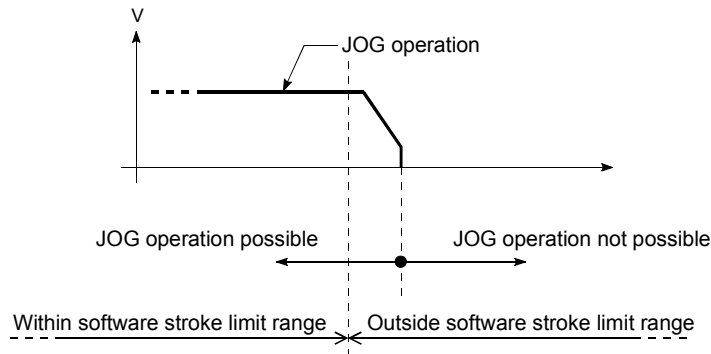 V
JOG operation
JOG operation possible
JOG operation not possible
Within software stroke limit range
Outside software stroke limit range